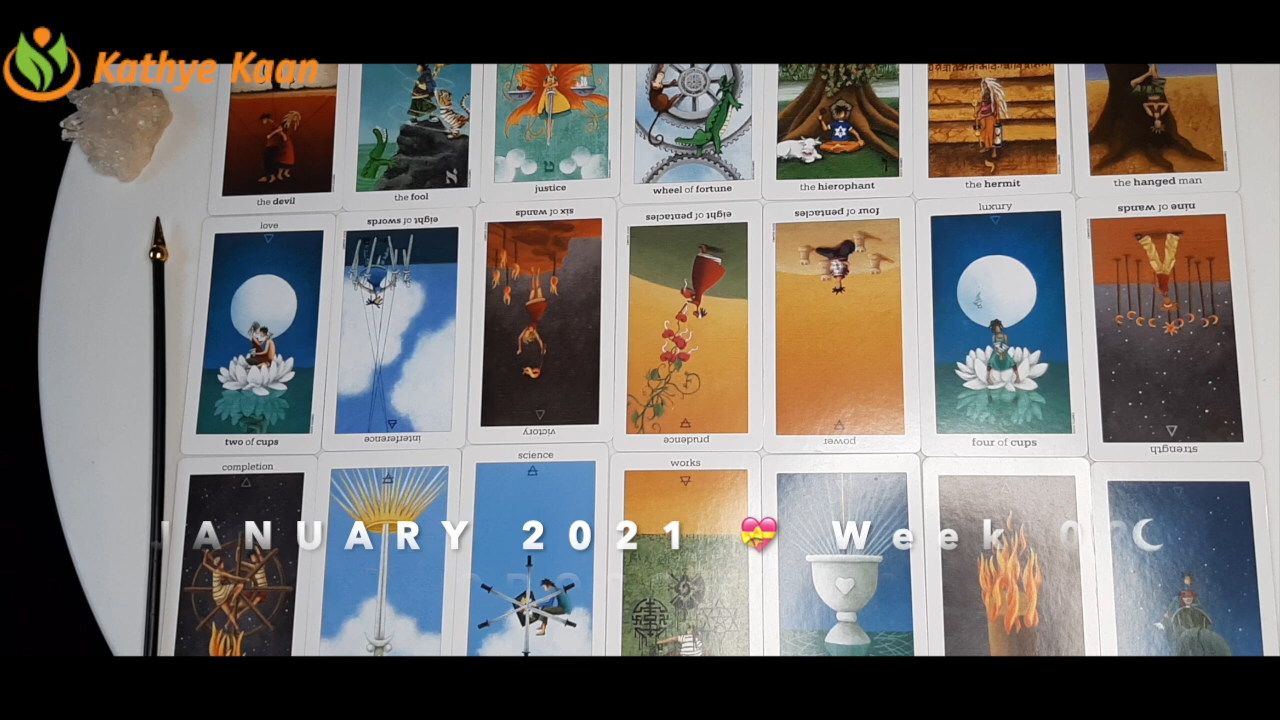 Kathye Kaan
the devil
the fool
justice
wheel of fortune
the hierophant
the hermit
the hanged man
love
eight of swords
six of wands
eight of pentacles
four of pentacles
luxury
nine of wands
two of cups
interference
victory
prudence
power
four of cups
strength
completion
science
works
JANUARY 2021 💝 Week